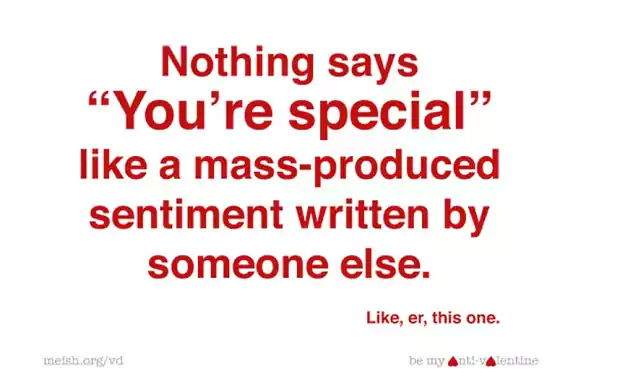 Nothing says
“You’re special”
like a mass-produced
sentiment written by
someone else.
Like, er, this one.
meish.org/vd
be my anti-valentine